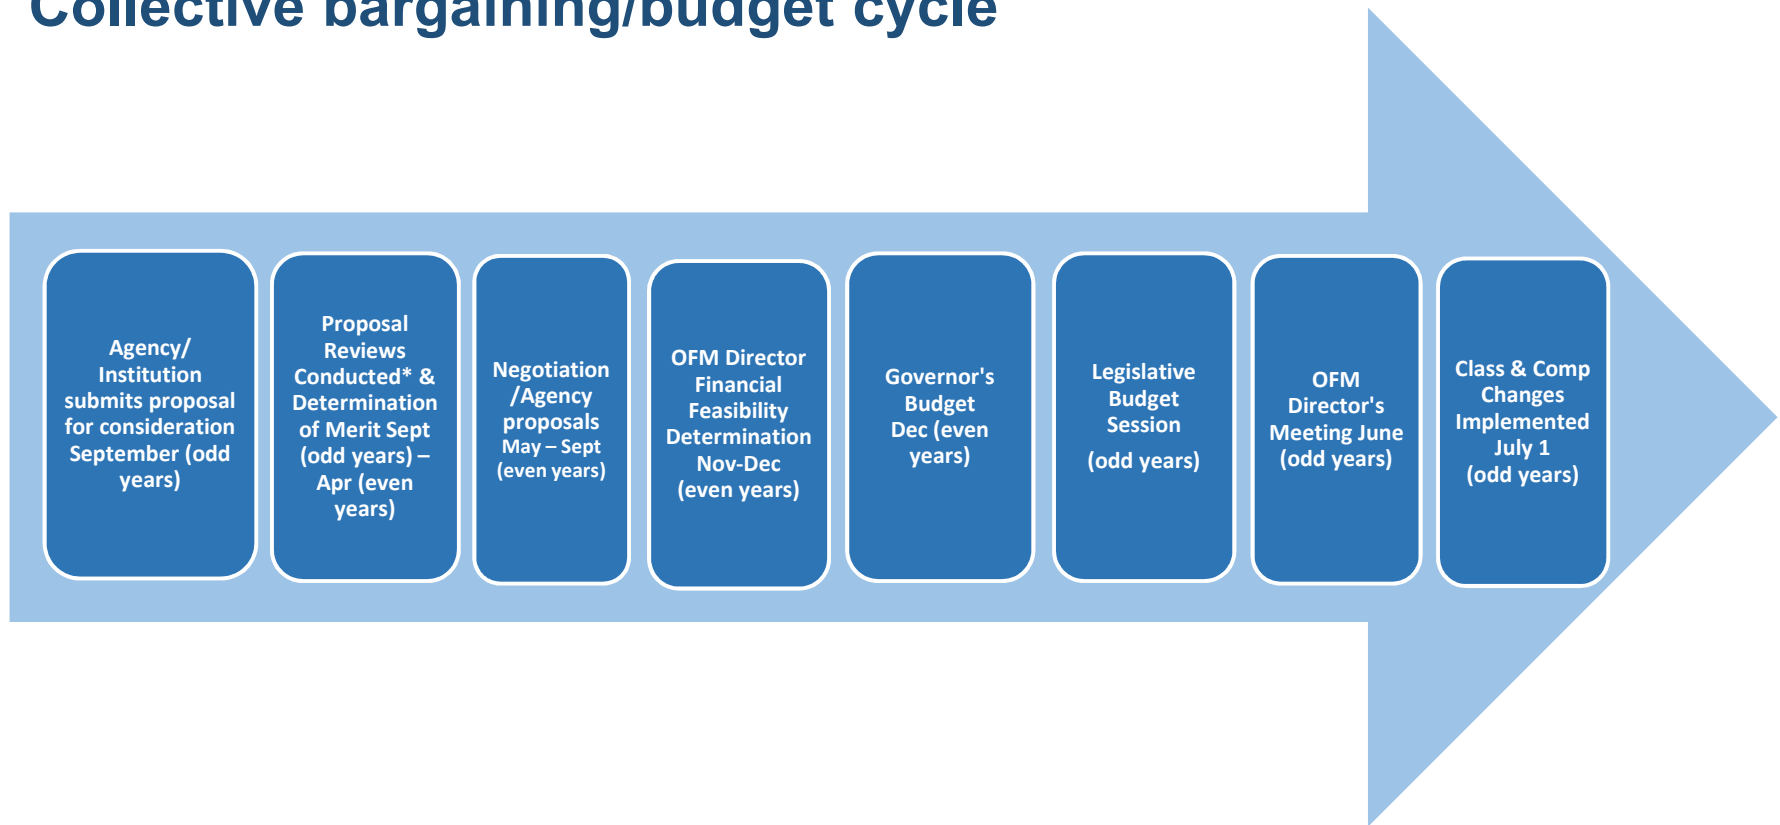 Collective bargaining/budget cycle
Agency/
Institution
submits proposal
for consideration
September (odd
years)
Proposal
Reviews
Conducted* &
Determination
of Merit Sept
(odd years) –
Apr (even
years)
Negotiation
/Agency
proposals
May – Sept
(even years)
OFM Director
Financial
Feasibility
Determination
Nov-Dec
(even years)
Governor's
Budget
Dec (even
years)
Legislative
Budget
Session
(odd years)
OFM
Director's
Meeting June
(odd years)
Class & Comp
Changes
Implemented
July 1
(odd years)